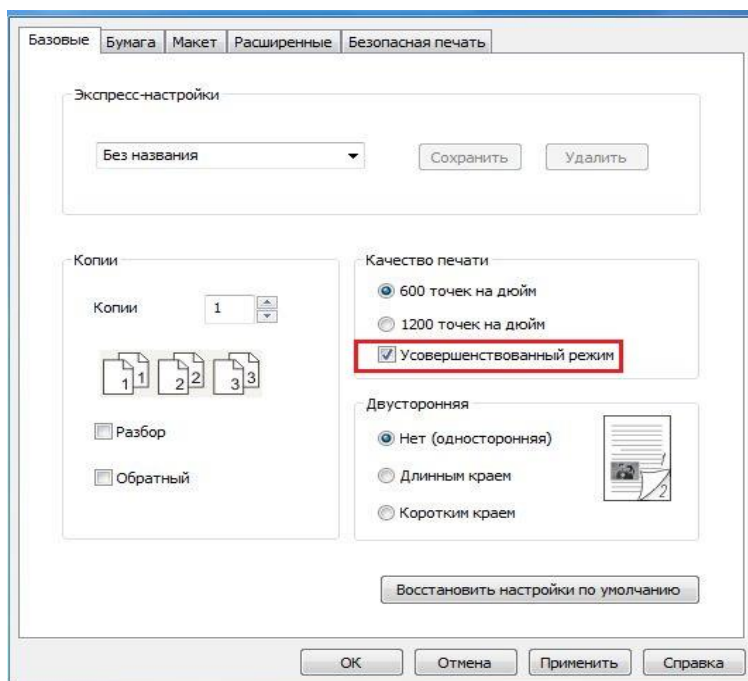 Базовые Бумага Макет Расширенные Безопасная печать
Экспресс-настройки
Без названия Сохранить Удалить
Копии
Копии 1
1 1 2 2 3 3
Разбор
Обратный
Качество печати
600 точек на дюйм
1200 точек на дюйм
Усовершенствованный режим
Двусторонняя
Нет (односторонняя)
Длинным краем
Коротким краем
1
2
Восстановить настройки по умолчанию
ОК Отмена Применить Справка